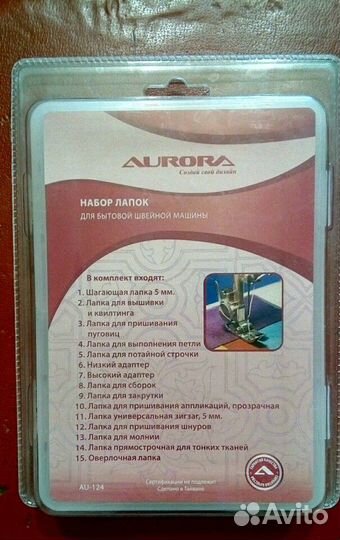 AURORA
Создай свой дизайн
НАБОР ЛАПОК
ДЛЯ БЫТОВОЙ ШВЕЙНОЙ МАШИНЫ
В комплект входят:
1. Шагающая лапка 5 мм.
2. Лапка для вышивки
и квилтинга
3. Лапка для пришивания
пуговиц
4. Лапка для выполнения петли
5. Лапка для потайной строчки
6. Низкий адаптер
7. Высокий адаптер
8. Лапка для сборок
9. Лапка для закрутки
10. Лапка для пришивания аппликаций, прозрачная
11. Лапка универсальная зигзаг, 5 мм.
12. Лапка для пришивания шнуров
13. Лапка для молнии
14. Лапка прямострочная для тонких тканей
15. Оверлочная лапка
AU-124
Сертификации не подлежит
Сделано в Тайване
Avito